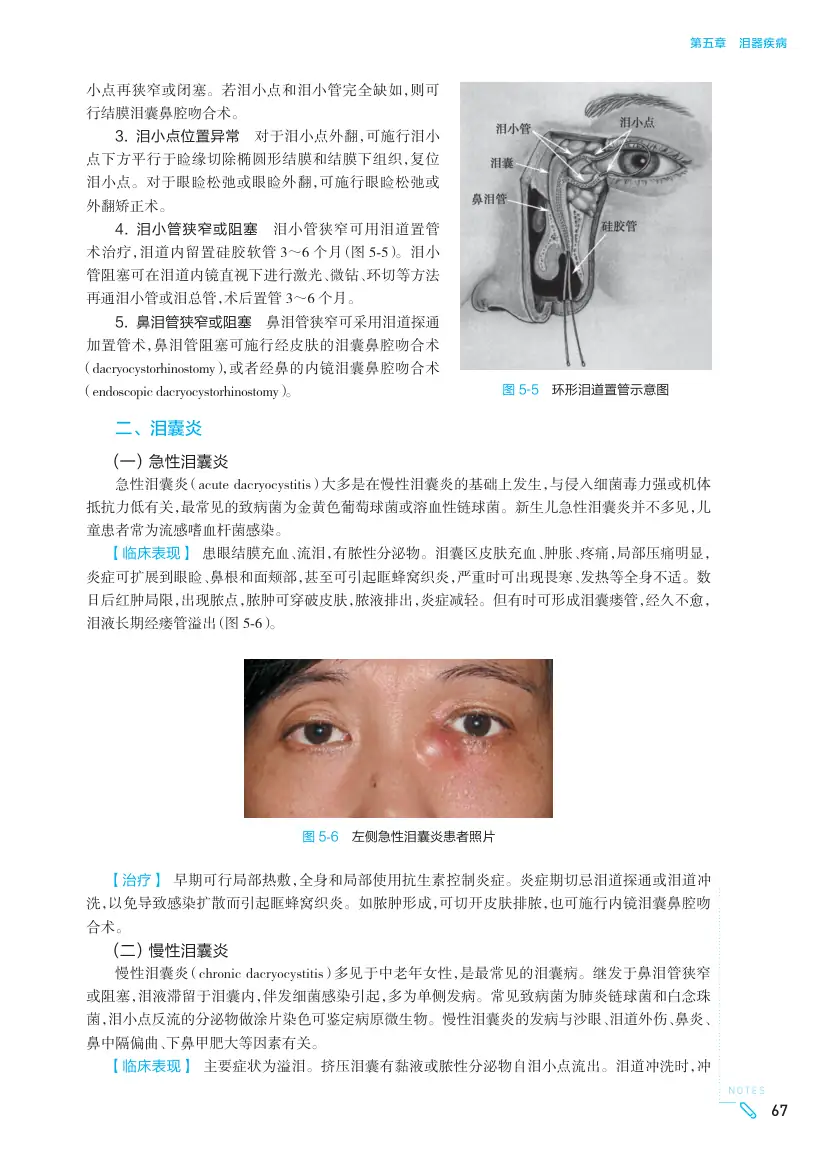 第五章 泪器疾病
小点再狭窄或闭塞。若泪小点和泪小管完全缺如,则可
行结膜泪囊鼻腔吻合术。
3. 泪小点位置异常 对于泪小点外翻,可施行泪小
点下方平行于睑缘切除椭圆形结膜和结膜下组织,复位
泪小点。对于眼睑松弛或眼睑外翻,可施行眼睑松弛或
外翻矫正术。
4. 泪小管狭窄或阻塞 泪小管狭窄可用泪道置管
术治疗,泪道内留置硅胶软管 3～6 个月(图 5-5)。泪小
管阻塞可在泪道内镜直视下进行激光、微钻、环切等方法
再通泪小管或泪总管,术后置管 3～6 个月。
5. 鼻泪管狭窄或阻塞 鼻泪管狭窄可采用泪道探通
加置管术,鼻泪管阻塞可施行经皮肤的泪囊鼻腔吻合术
(dacryocystorhinostomy),或者经鼻的内镜泪囊鼻腔吻合术
(endoscopic dacryocystorhinostomy)。
泪小管
泪小点
泪囊
鼻泪管
硅胶管
图 5-5 环形泪道置管示意图
二、泪囊炎
(一) 急性泪囊炎
急性泪囊炎(acute dacryocystitis)大多是在慢性泪囊炎的基础上发生,与侵入细菌毒力强或机体
抵抗力低有关,最常见的致病菌为金黄色葡萄球菌或溶血性链球菌。新生儿急性泪囊炎并不多见,儿
童患者常为流感嗜血杆菌感染。
【临床表现】 患眼结膜充血、流泪,有脓性分泌物。泪囊区皮肤充血、肿胀、疼痛,局部压痛明显,
炎症可扩展到眼睑、鼻根和面颊部,甚至可引起眶蜂窝织炎,严重时可出现畏寒、发热等全身不适。数
日后红肿局限,出现脓点,脓肿可穿破皮肤,脓液排出,炎症减轻。但有时可形成泪囊瘘管,经久不愈,
泪液长期经瘘管溢出(图 5-6)。
图 5-6 左侧急性泪囊炎患者照片
【治疗】 早期可行局部热敷,全身和局部使用抗生素控制炎症。炎症期切忌泪道探通或泪道冲
洗,以免导致感染扩散而引起眶蜂窝织炎。如脓肿形成,可切开皮肤排脓,也可施行内镜泪囊鼻腔吻
合术。
(二) 慢性泪囊炎
慢性泪囊炎(chronic dacryocystitis)多见于中老年女性,是最常见的泪囊病。继发于鼻泪管狭窄
或阻塞,泪液滞留于泪囊内,伴发细菌感染引起,多为单侧发病。常见致病菌为肺炎链球菌和白念珠
菌,泪小点反流的分泌物做涂片染色可鉴定病原微生物。慢性泪囊炎的发病与沙眼、泪道外伤、鼻炎、
鼻中隔偏曲、下鼻甲肥大等因素有关。
【临床表现】 主要症状为溢泪。挤压泪囊有黏液或脓性分泌物自泪小点流出。泪道冲洗时,冲
NOTES
67